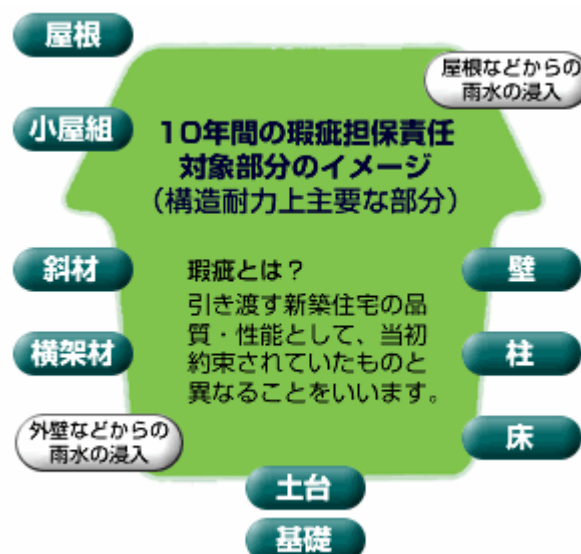 屋根
屋根などからの
雨水の浸入
小屋組
10年間の瑕疵担保責任
対象部分のイメージ
（構造耐力上主要な部分）
斜材
壁
瑕疵とは？
引き渡す新築住宅の品
質・性能として、当初
約束されていたものと
異なることをいいます。
横架材
柱
外壁などからの
雨水の浸入
床
土台
基礎